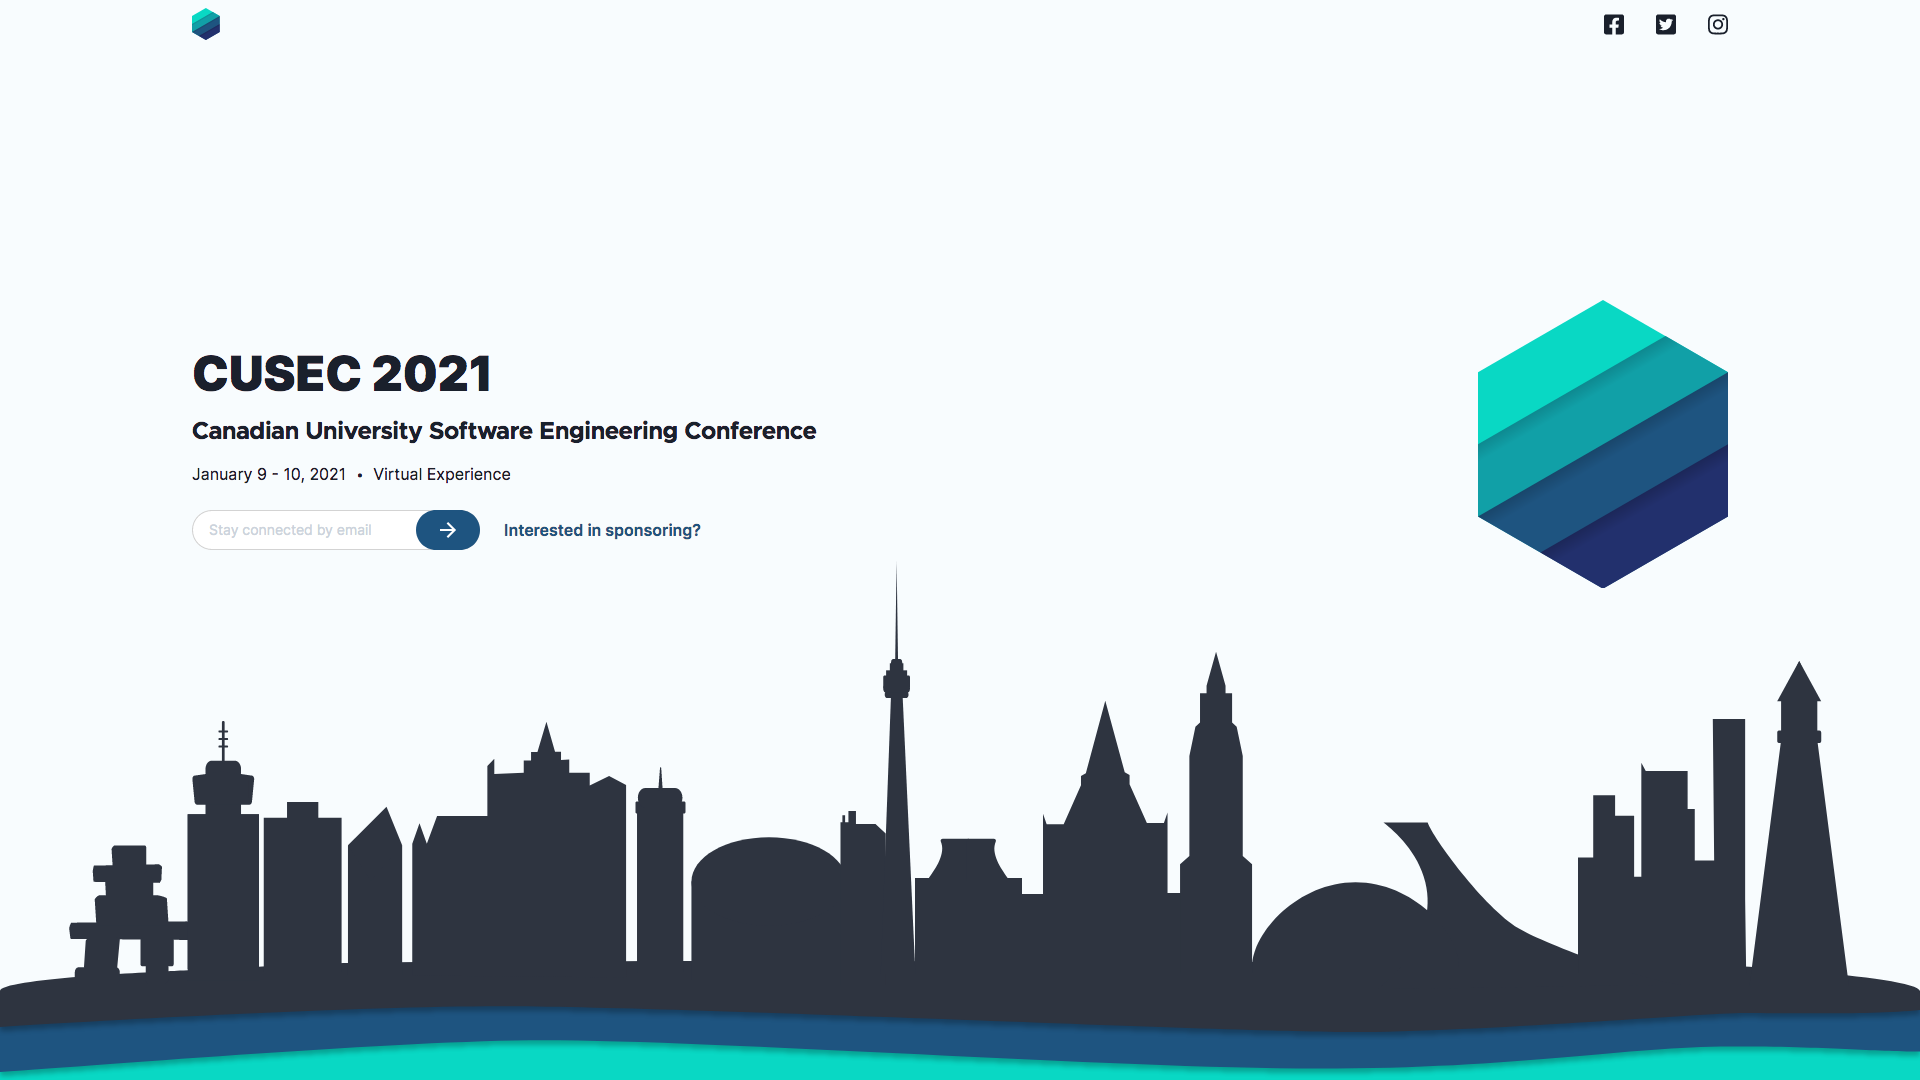 CUSEC 2021
Canadian University Software Engineering Conference
January 9 - 10, 2021 • Virtual Experience
Stay connected by email
Interested in sponsoring?